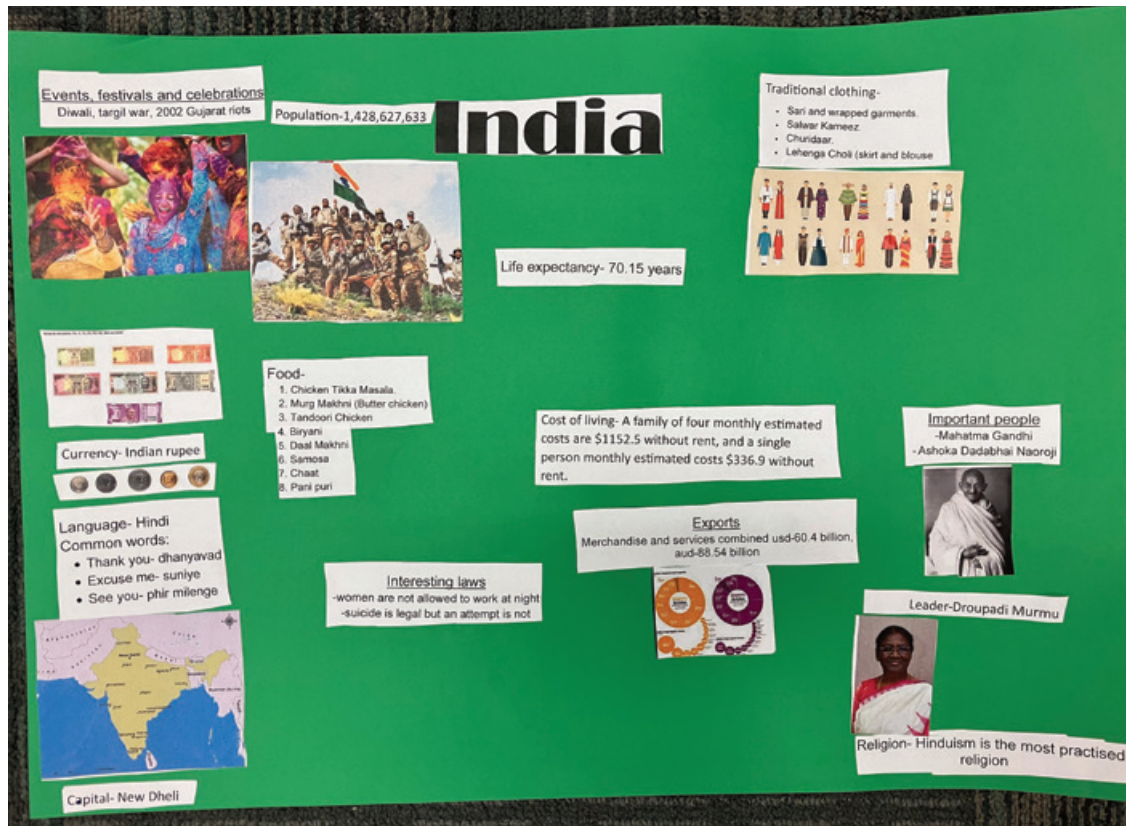 India
Events, festivals and celebrations
Diwali, targil war, 2002 Gujarat riots
Population-1,428,627,633
Traditional clothing-
• Sari and wrapped garments.
• Salwar Kameez.
• Churidaar.
• Lehenga Choli (skirt and blouse
Life expectancy- 70.15 years
Food-
1. Chicken Tikka Masala.
2. Murg Makhni (Butter chicken)
3. Tandoori Chicken
4. Biryani
5. Daal Makhni
6. Samosa
7. Chaat
8. Pani puri
Currency- Indian rupee
Cost of living- A family of four monthly estimated
costs are $1152.5 without rent, and a single
person monthly estimated costs $336.9 without
rent.
Important people
-Mahatma Gandhi
-Ashoka Dadabhai Naoroji
Language- Hindi
Common words:
• Thank you- dhanyavad
• Excuse me- suniye
• See you- phir milenge
Exports
Merchandise and services combined usd-60.4 billion,
aud-88.54 billion
Interesting laws
-women are not allowed to work at night
-suicide is legal but an attempt is not
Leader-Droupadi Murmu
Religion- Hinduism is the most practised
religion
Capital- New Dheli